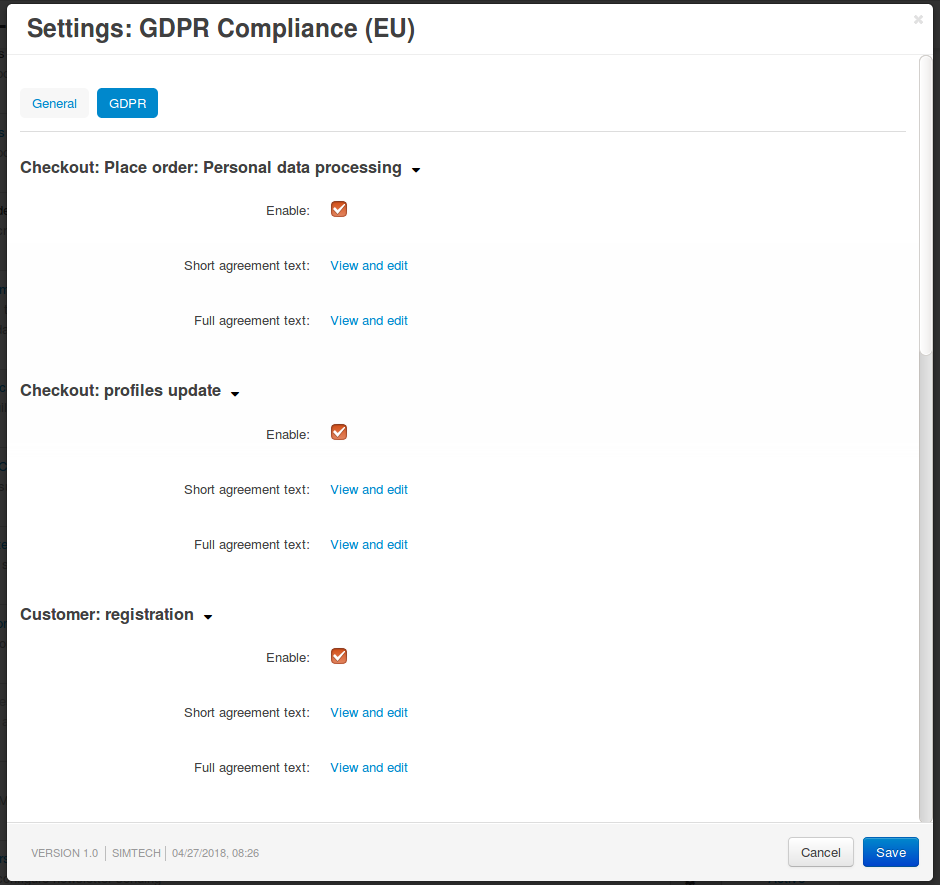 Settings: GDPR Compliance (EU)
General GDPR
Checkout: Place order: Personal data processing
Enable:
Short agreement text: View and edit
Full agreement text: View and edit
Checkout: profiles update
Enable:
Short agreement text: View and edit
Full agreement text: View and edit
Customer: registration
Enable:
Short agreement text: View and edit
Full agreement text: View and edit
VERSION 1.0 | SIMTECH | 04/27/2018, 08:26
Cancel Save